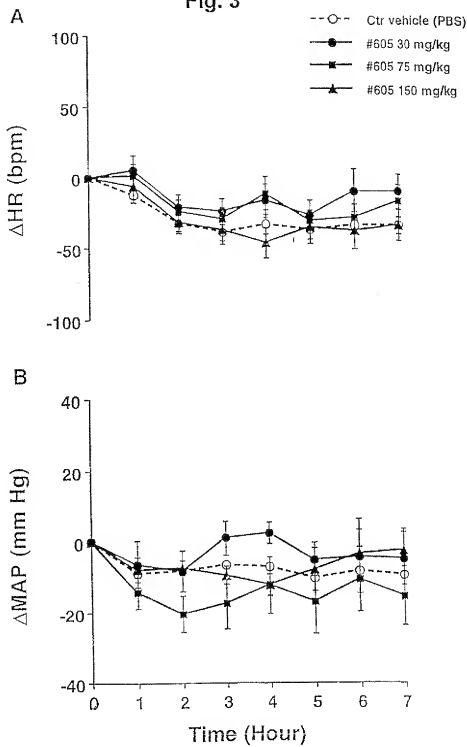 Fig. 3
A
Ctr vehicle (PBS)
#605 30 mg/kg
#605 75 mg/kg
#605 150 mg/kg
100
50
0
-50
-100
ΔHR (bpm)
B
40
20
0
-20
-40
ΔMAP (mm Hg)
0 1 2 3 4 5 6 7
Time (Hour)